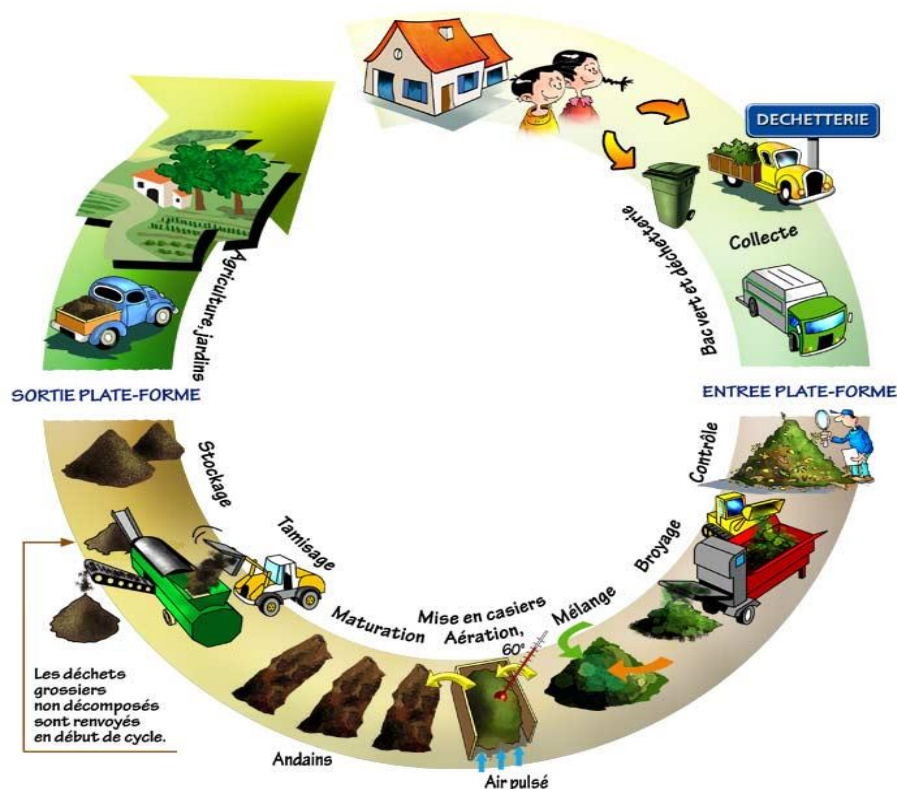 DECHETTERIE
Collecte
Bac vert et déchetterie
ENTREE PLATE-FORME
Contrôle
Broyage
Mélange
Mise en casiers
Aération,
60°
Air pulsé
Maturation
Andains
Tamisage
Les déchets
grossiers
non décomposés
sont renvoyés
en début de cycle.
Stockage
SORTIE PLATE-FORME
Agriculture, jardins